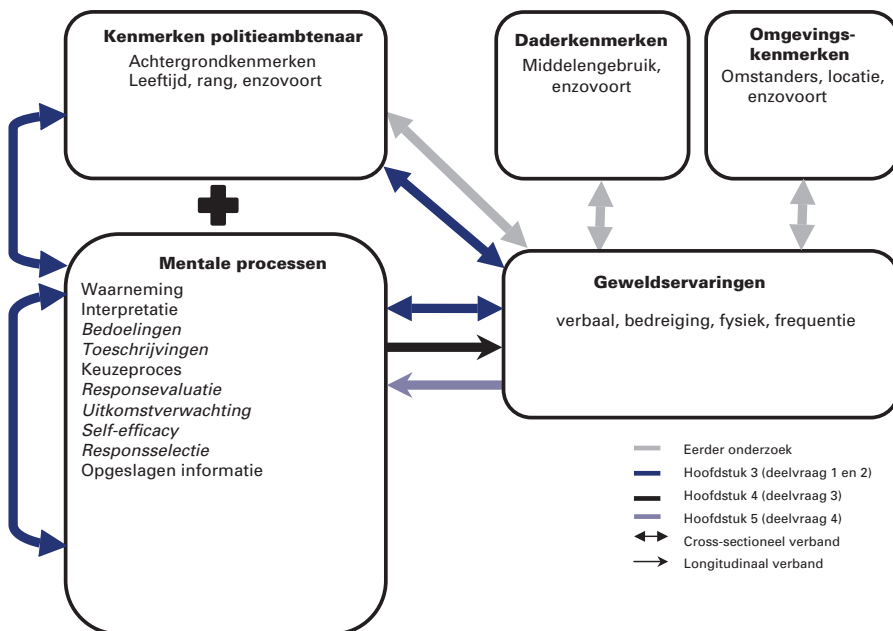 Kenmerken politieambtenaar
Achtergrondkenmerken
Leeftijd, rang, enzovoort
Daderkenmerken
Middelengebruik,
enzovoort
Omgevings-
kenmerken
Omstanders, locatie,
enzovoort
Mentale processen
Waarneming
Interpretatie
Bedoelingen
Toeschrijvingen
Keuzeproces
Responsevaluatie
Uitkomstverwachting
Self-efficacy
Responsselectie
Opgeslagen informatie
Geweldservaringen
verbaal, bedreiging, fysiek, frequentie
Eerder onderzoek
Hoofdstuk 3 (deelvraag 1 en 2)
Hoofdstuk 4 (deelvraag 3)
Hoofdstuk 5 (deelvraag 4)
Cross-sectioneel verband
Longitudinaal verband